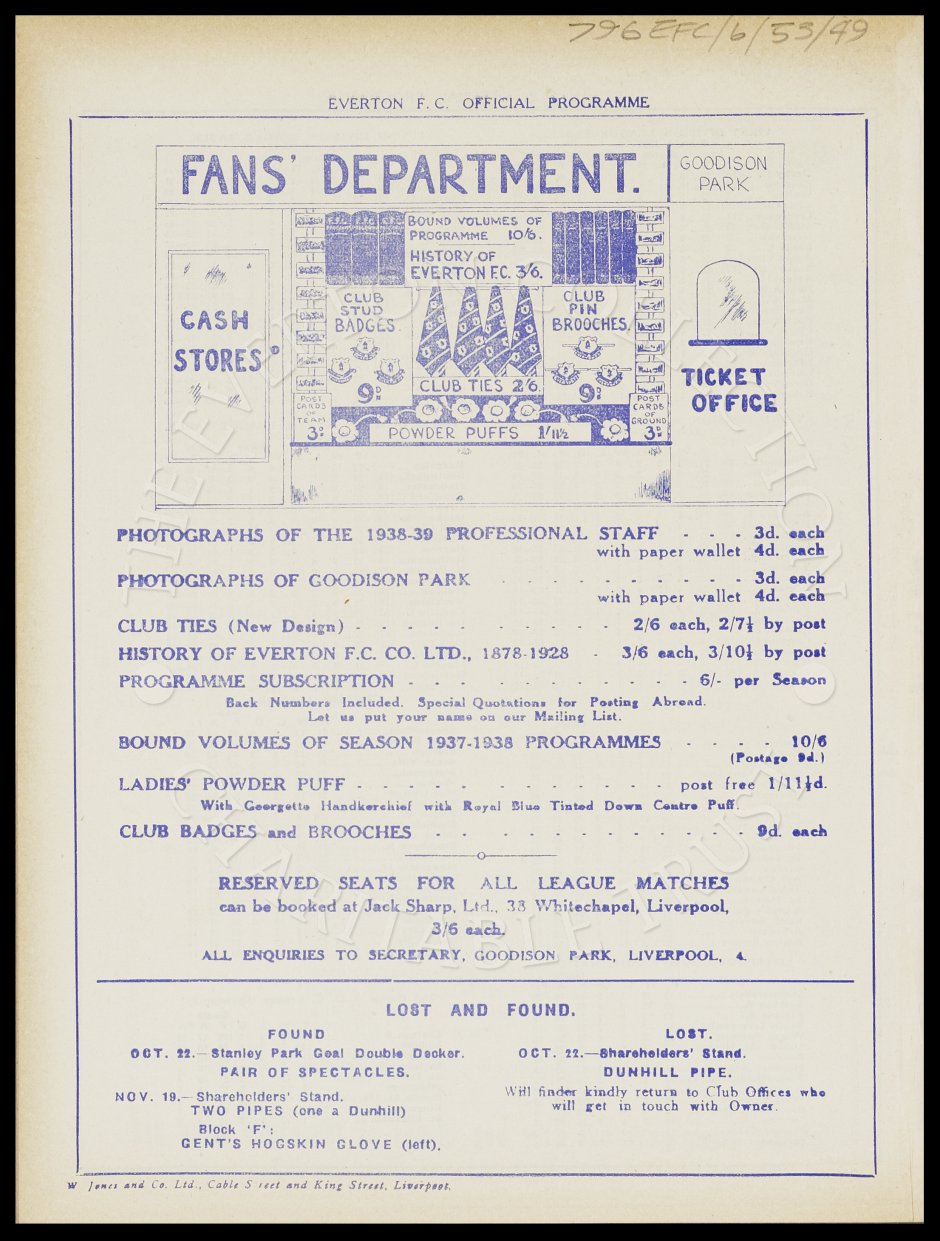 796 EFC/6/53/49
EVERTON F.C. OFFICIAL PROGRAMME
FANS' DEPARTMENT.
GOODISON
PARK
CASH
STORES
BOUND VOLUMES OF
PROGRAMME 10/6.
HISTORY OF
EVERTON F.C. 3/6.
CLUB
STUD
BADGES.
9D
CLUB TIES 2/6.
CLUB
PIN
BROOCHES.
9D
POST
CARDS
OF
TEAM
3D
POWDER PUFFS 1/11½
POST
CARDS
OF
GROUND
3D
TICKET
OFFICE
PHOTOGRAPHS OF THE 1938-39 PROFESSIONAL STAFF - - - 3d. each
with paper wallet 4d. each
PHOTOGRAPHS OF GOODISON PARK - - - - - - - - - - 3d. each
with paper wallet 4d. each
CLUB TIES (New Design) - - - - - - - - - - - 2/6 each, 2/7½ by post
HISTORY OF EVERTON F.C. CO. LTD., 1878-1928 - 3/6 each, 3/10½ by post
PROGRAMME SUBSCRIPTION - - - - - - - - - - - - 6/- per Season
Back Numbers Included. Special Quotations for Posting Abroad.
Let us put your name on our Mailing List.
BOUND VOLUMES OF SEASON 1937-1938 PROGRAMMES - - - - 10/6
(Postage 9d.)
LADIES' POWDER PUFF - - - - - - - - - - - - post free 1/11½d.
With Georgette Handkerchief with Royal Blue Tinted Down Centre Puff.
CLUB BADGES and BROOCHES - - - - - - - - - - - - 9d. each
RESERVED SEATS FOR ALL LEAGUE MATCHES
can be booked at Jack Sharp, Ltd., 33 Whitechapel, Liverpool,
3/6 each.
ALL ENQUIRIES TO SECRETARY, GOODISON PARK, LIVERPOOL, 4.
LOST AND FOUND.
FOUND
OCT. 22.—Stanley Park Goal Double Decker.
PAIR OF SPECTACLES.
NOV. 19.—Shareholders' Stand.
TWO PIPES (one a Dunhill)
Block 'F':
GENT'S HOGSKIN GLOVE (left).
LOST.
OCT. 22.—Shareholders' Stand.
DUNHILL PIPE.
Will finder kindly return to Club Offices who
will get in touch with Owner.
W Jones and Co. Ltd., Cable Street and King Street, Liverpool.
THE EVERTON COLLECTION
CHARITABLE TRUST